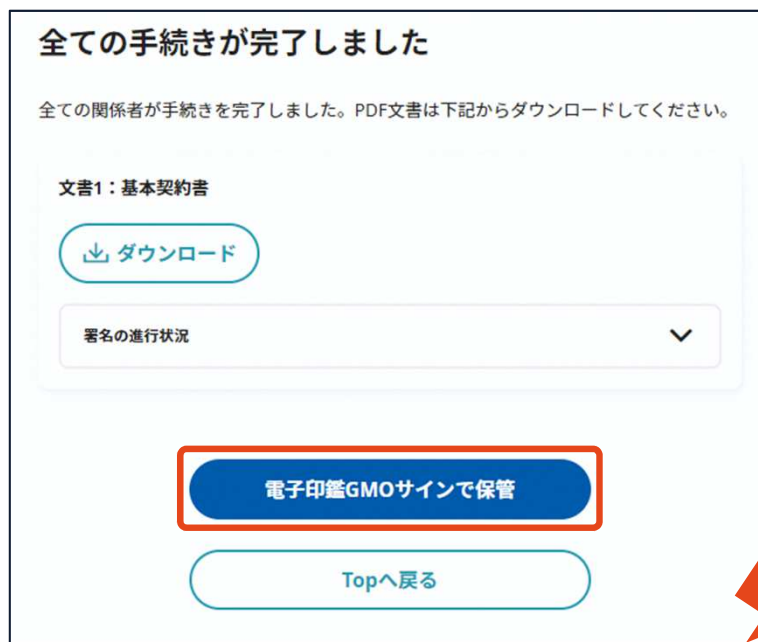 全ての手続きが完了しました
全ての関係者が手続きを完了しました。PDF文書は下記からダウンロードしてください。
文書1：基本契約書
ダウンロード
署名の進行状況
電子印鑑GMOサインで保管
Topへ戻る